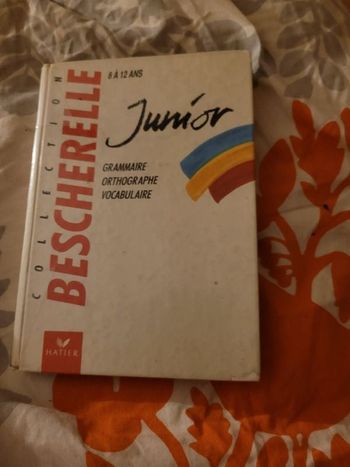 COLLECTION
BESCHERELLE
8 À 12 ANS
Junior
GRAMMAIRE
ORTHOGRAPHE
VOCABULAIRE
HATIER